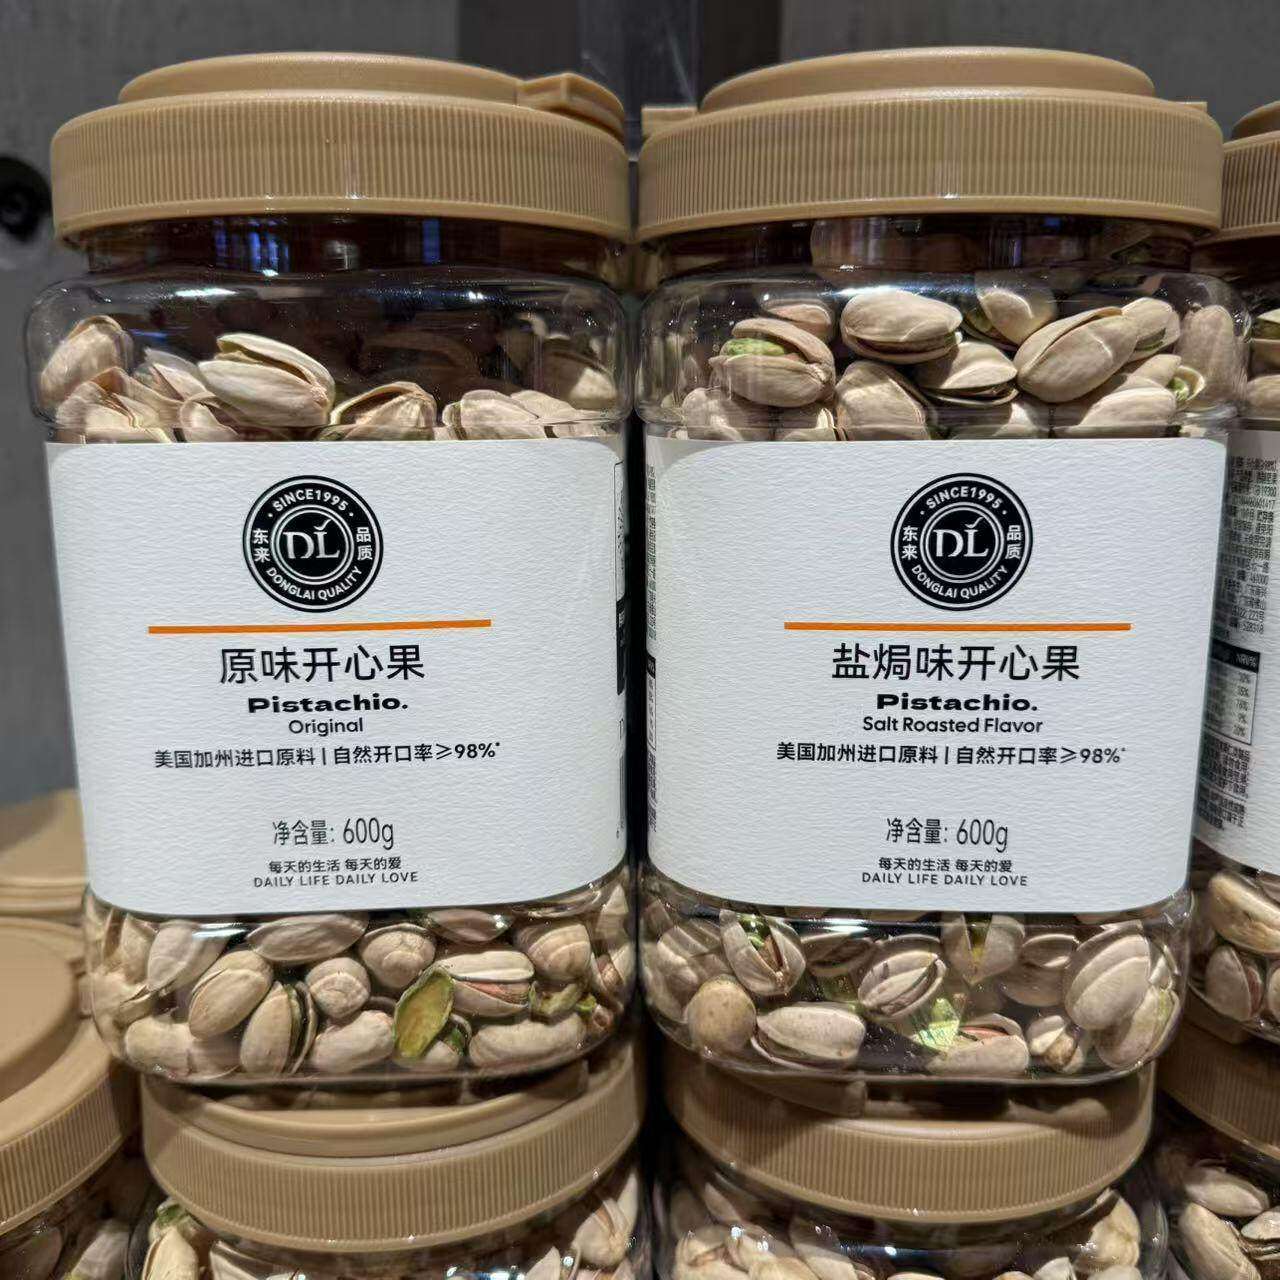 SINCE1995
东来
DL
品质
DONGLAI QUALITY
原味开心果
Pistachio.
Original
美国加州进口原料 | 自然开口率≥98%*
净含量: 600g
每天的生活 每天的爱
DAILY LIFE DAILY LOVE
SINCE1995
东来
DL
品质
DONGLAI QUALITY
盐焗味开心果
Pistachio.
Salt Roasted Flavor
美国加州进口原料 | 自然开口率≥98%*
净含量: 600g
每天的生活 每天的爱
DAILY LIFE DAILY LOVE
NRV%